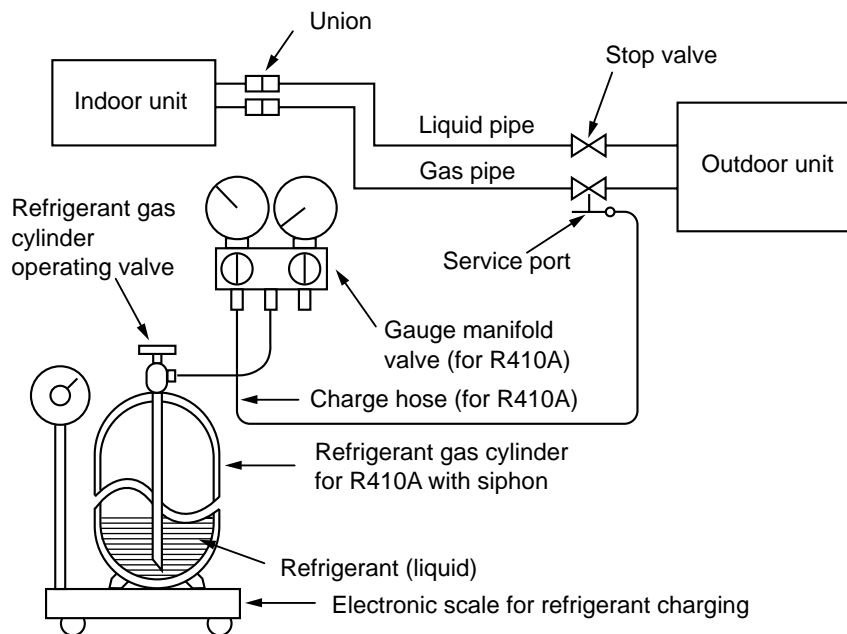 Union
Stop valve
Indoor unit
Liquid pipe
Outdoor unit
Gas pipe
Refrigerant gas
cylinder
operating valve
Service port
Gauge manifold
valve (for R410A)
Charge hose (for R410A)
Refrigerant gas cylinder
for R410A with siphon
Refrigerant (liquid)
Electronic scale for refrigerant charging